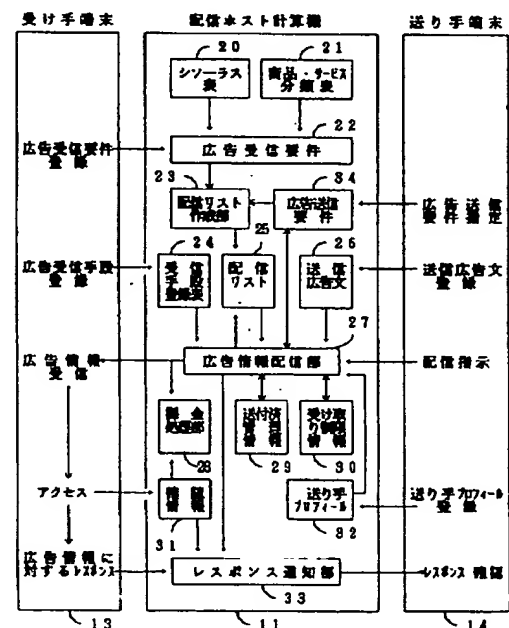 受け手端末
配信ホスト計算機
送り手端末
20
21
シソーラス
表
商品・サービス
分類表
22
広告受信要件
登録
広告受信要件
23
34
配信リスト
作成部
広告送信
要件
広告送信
要件指定
24
25
26
広告受信手段
登録
受信
手段
登録表
配信
リスト
送信
広告文
送信広告文
登録
27
広告情報
受信
広告情報配信部
配信指示
課金
処理部
送付済
管理
情報
受け取
り制限
情報
28
29
30
アクセス
情報
送り手
プロフィール
送り手プロフィール
登録
31
32
広告情報に
対するレスポンス
レスポンス通知部
レスポンス確認
33
13
11
14